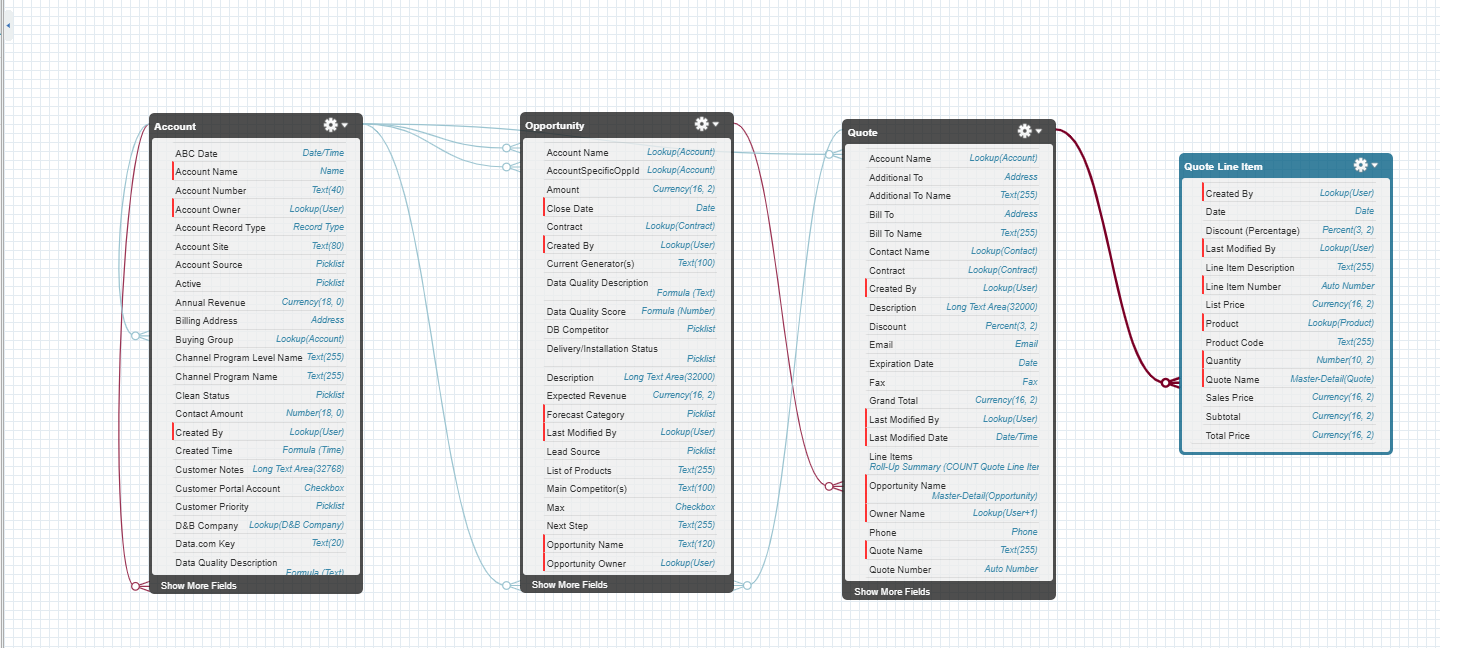 Account
ABC Date Date/Time
Account Name Name
Account Number Text(40)
Account Owner Lookup(User)
Account Record Type Record Type
Account Site Text(80)
Account Source Picklist
Active Picklist
Annual Revenue Currency(18, 0)
Billing Address Address
Buying Group Lookup(Account)
Channel Program Level Name Text(255)
Channel Program Name Text(255)
Clean Status Picklist
Contact Amount Number(18, 0)
Created By Lookup(User)
Created Time Formula (Time)
Customer Notes Long Text Area(32768)
Customer Portal Account Checkbox
Customer Priority Picklist
D&B Company Lookup(D&B Company)
Data.com Key Text(20)
Data Quality Description
Formula (Text)
Show More Fields
Opportunity
Account Name Lookup(Account)
AccountSpecificOppId Lookup(Account)
Amount Currency(16, 2)
Close Date Date
Contract Lookup(Contract)
Created By Lookup(User)
Current Generator(s) Text(100)
Data Quality Description
Formula (Text)
Data Quality Score Formula (Number)
DB Competitor Picklist
Delivery/Installation Status
Picklist
Description Long Text Area(32000)
Expected Revenue Currency(16, 2)
Forecast Category Picklist
Last Modified By Lookup(User)
Lead Source Picklist
List of Products Text(255)
Main Competitor(s) Text(100)
Max Checkbox
Next Step Text(255)
Opportunity Name Text(120)
Opportunity Owner Lookup(User)
Show More Fields
Quote
Account Name Lookup(Account)
Additional To Address
Additional To Name Text(255)
Bill To Address
Bill To Name Text(255)
Contact Name Lookup(Contact)
Contract Lookup(Contract)
Created By Lookup(User)
Description Long Text Area(32000)
Discount Percent(3, 2)
Email Email
Expiration Date Date
Fax Fax
Grand Total Currency(16, 2)
Last Modified By Lookup(User)
Last Modified Date Date/Time
Line Items
Roll-Up Summary (COUNT Quote Line Iter
Opportunity Name
Master-Detail(Opportunity)
Owner Name Lookup(User+1)
Phone Phone
Quote Name Text(255)
Quote Number Auto Number
Show More Fields
Quote Line Item
Created By Lookup(User)
Date Date
Discount (Percentage) Percent(3, 2)
Last Modified By Lookup(User)
Line Item Description Text(255)
Line Item Number Auto Number
List Price Currency(16, 2)
Product Lookup(Product)
Product Code Text(255)
Quantity Number(10, 2)
Quote Name Master-Detail(Quote)
Sales Price Currency(16, 2)
Subtotal Currency(16, 2)
Total Price Currency(16, 2)